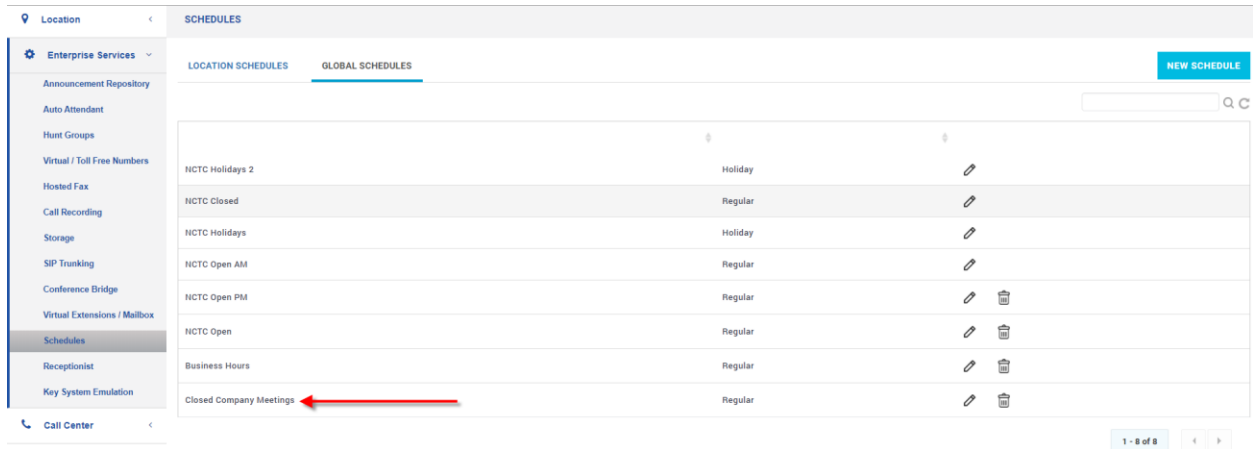 Location
SCHEDULES
Enterprise Services
LOCATION SCHEDULES
GLOBAL SCHEDULES
NEW SCHEDULE
Announcement Repository
Auto Attendant
Hunt Groups
Virtual / Toll Free Numbers
Hosted Fax
Call Recording
Storage
SIP Trunking
Conference Bridge
Virtual Extensions / Mailbox
Schedules
Receptionist
Key System Emulation
Call Center
NCTC Holidays 2 Holiday
NCTC Closed Regular
NCTC Holidays Holiday
NCTC Open AM Regular
NCTC Open PM Regular
NCTC Open Regular
Business Hours Regular
Closed Company Meetings Regular
1 - 8 of 8